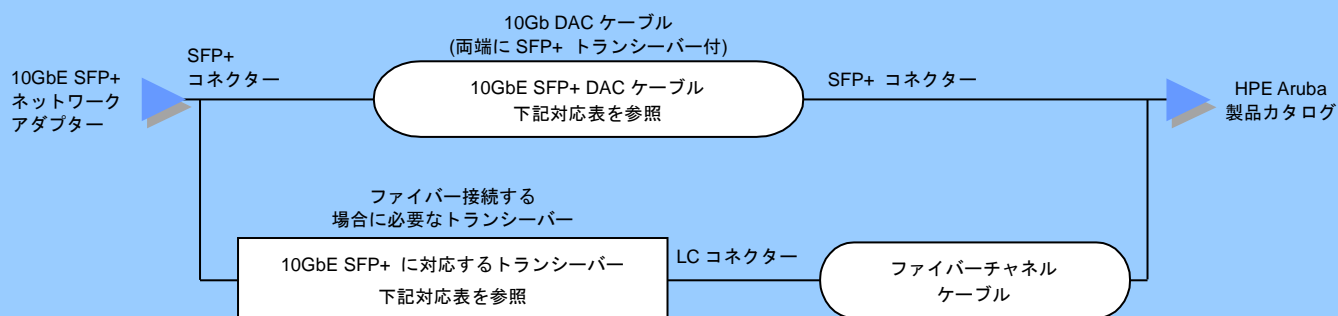 10Gb DAC ケーブル
(両端に SFP+ トランシーバー付)
SFP+
コネクター
10GbE SFP+
ネットワーク
アダプター
10GbE SFP+ DAC ケーブル
下記対応表を参照
SFP+ コネクター
HPE Aruba
製品カタログ
ファイバー接続する
場合に必要なトランシーバー
10GbE SFP+ に対応するトランシーバー
下記対応表を参照
LC コネクター
ファイバーチャネル
ケーブル